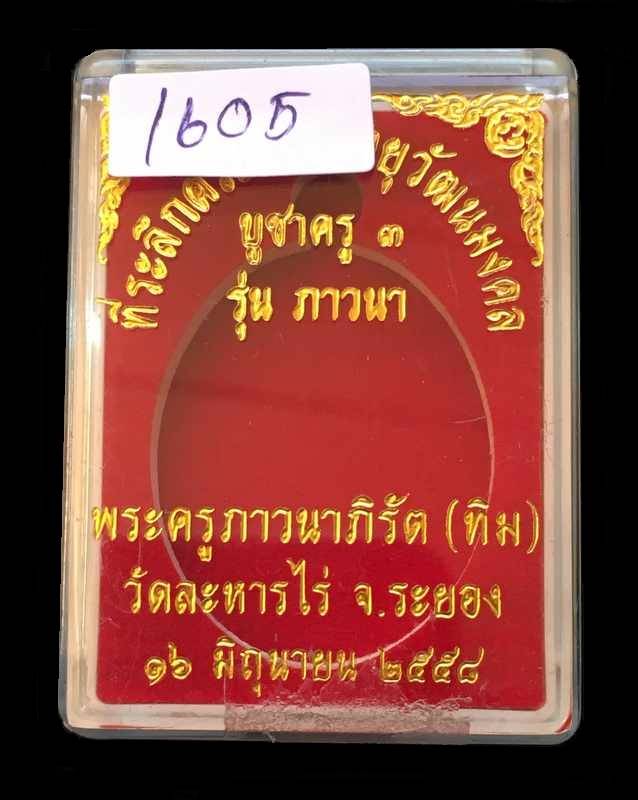 1605
ที่ระลึก
ยุวัฒนมงคล
บูชาครู ๓
รุ่น ภาวนา
พระครูภาวนาภิรัต (ทิม)
วัดละหารไร่ จ.ระยอง
๑๖ มิถุนายน ๒๕๕๘